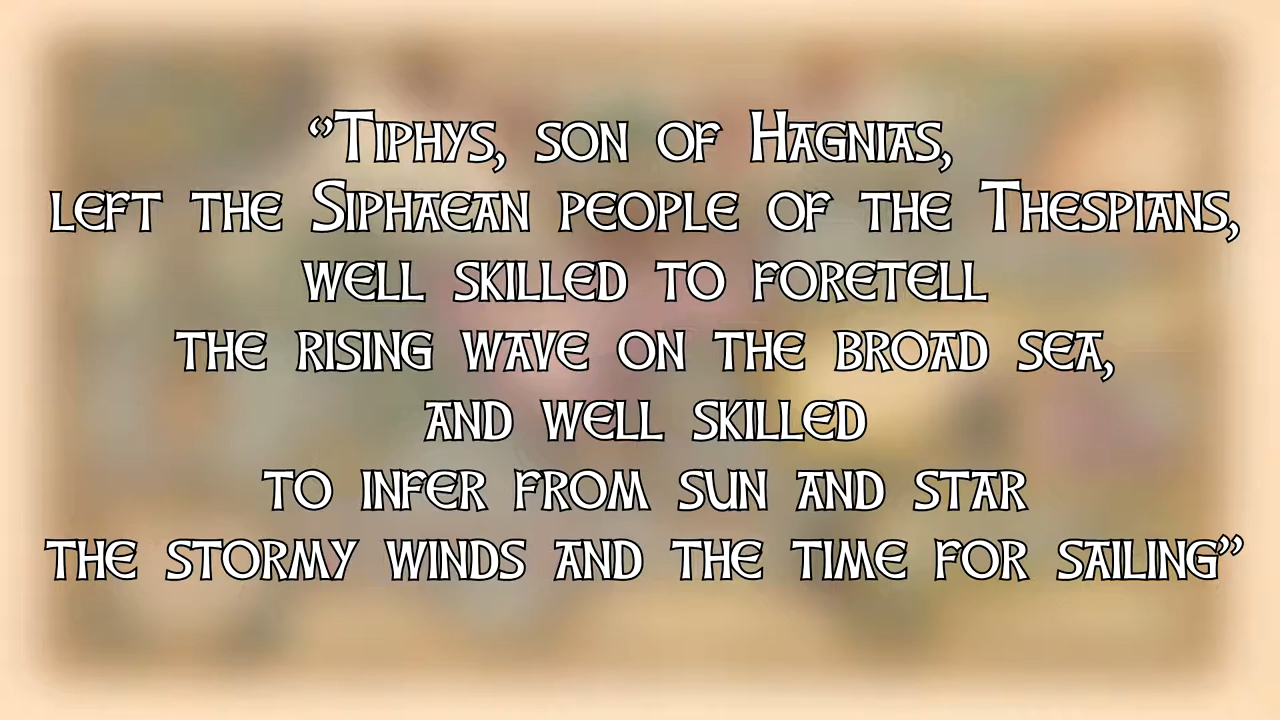 “Tiphys, son of Hagnias,
left the Siphaean people of the Thespians,
well skilled to foretell
the rising wave on the broad sea,
and well skilled
to infer from sun and star
the stormy winds and the time for sailing”